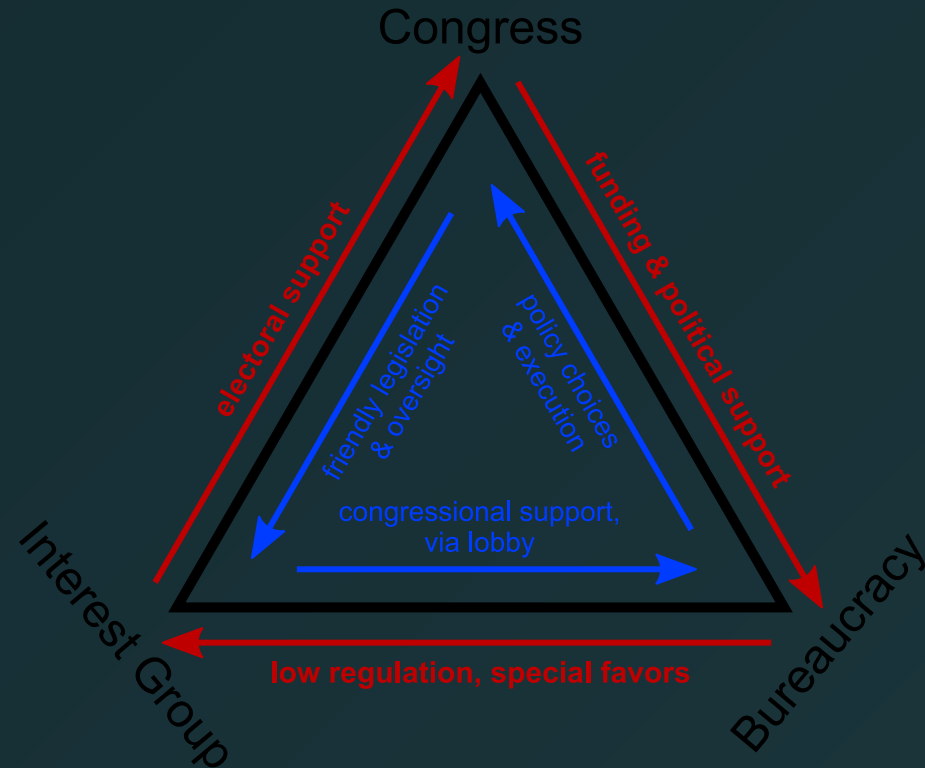 Congress
electoral support
funding & political support
friendly legislation
& oversight
policy choices
& execution
congressional support,
via lobby
Interest Group
Bureaucracy
low regulation, special favors